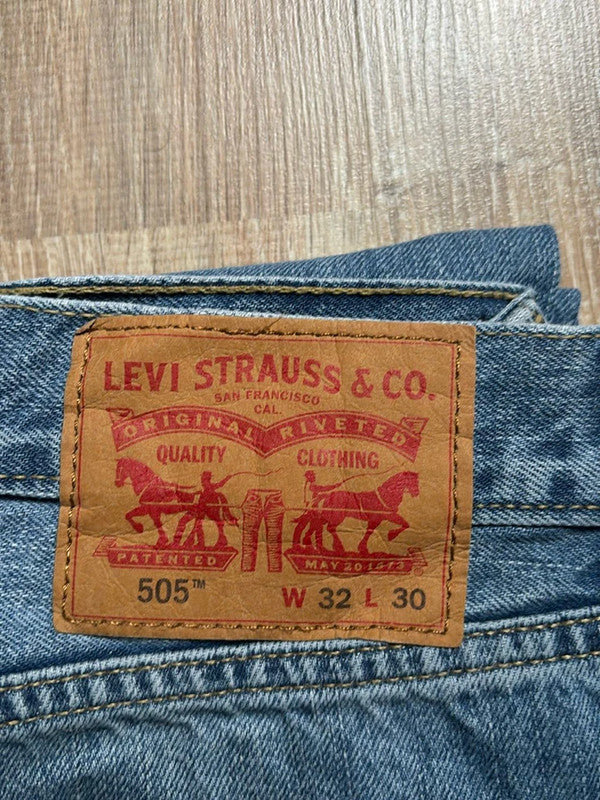 LEVI STRAUSS & CO.
SAN FRANCISCO
CAL.
ORIGINAL RIVETED
QUALITY CLOTHING
PATENTED MAY 20 1873
505™ W 32 L 30